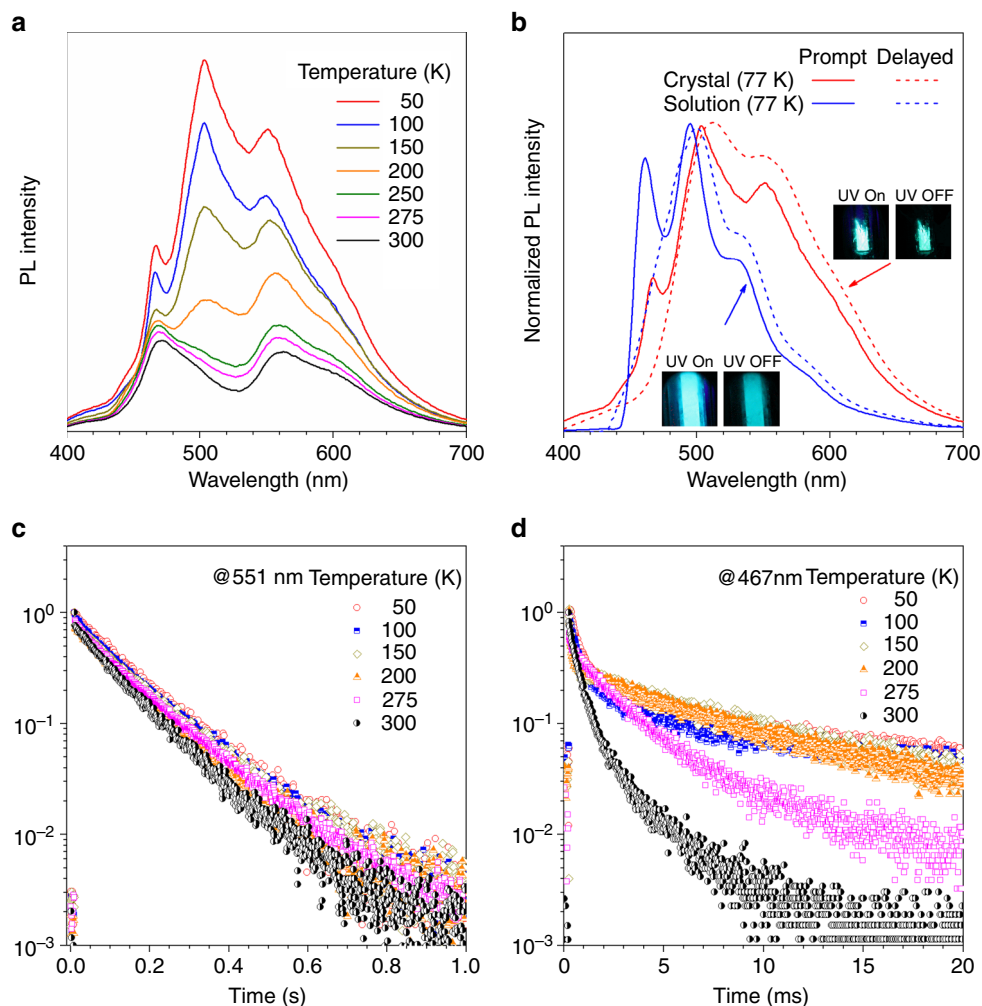 a
Temperature (K)
50
100
150
200
250
275
300
PL intensity
400 500 600 700
Wavelength (nm)
b
Prompt Delayed
Crystal (77 K)
Solution (77 K)
UV On UV OFF
UV On UV OFF
Normalized PL intensity
400 500 600 700
Wavelength (nm)
c
@551 nm Temperature (K)
50
100
150
200
275
300
10⁰
10⁻¹
10⁻²
10⁻³
0.0 0.2 0.4 0.6 0.8 1.0
Time (s)
d
@467nm Temperature (K)
50
100
150
200
275
300
10⁰
10⁻¹
10⁻²
10⁻³
0 5 10 15 20
Time (ms)